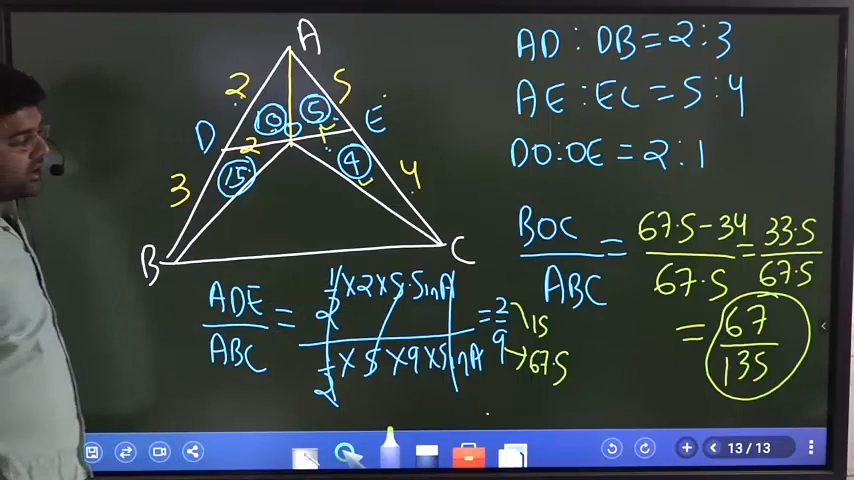 A
2
5
D
10
5
O
E
2
1
15
4
3
4
B
C
AD : DB = 2:3
AE : EC = 5:4
DO:OE = 2:1
BOC/ABC = 67.5-34/67.5 = 33.5/67.5
= 67/135
ADE/ABC = 1/2×2×5.SinA / 1/2×5×9×SinA = 2/9
15
67.5
13/13